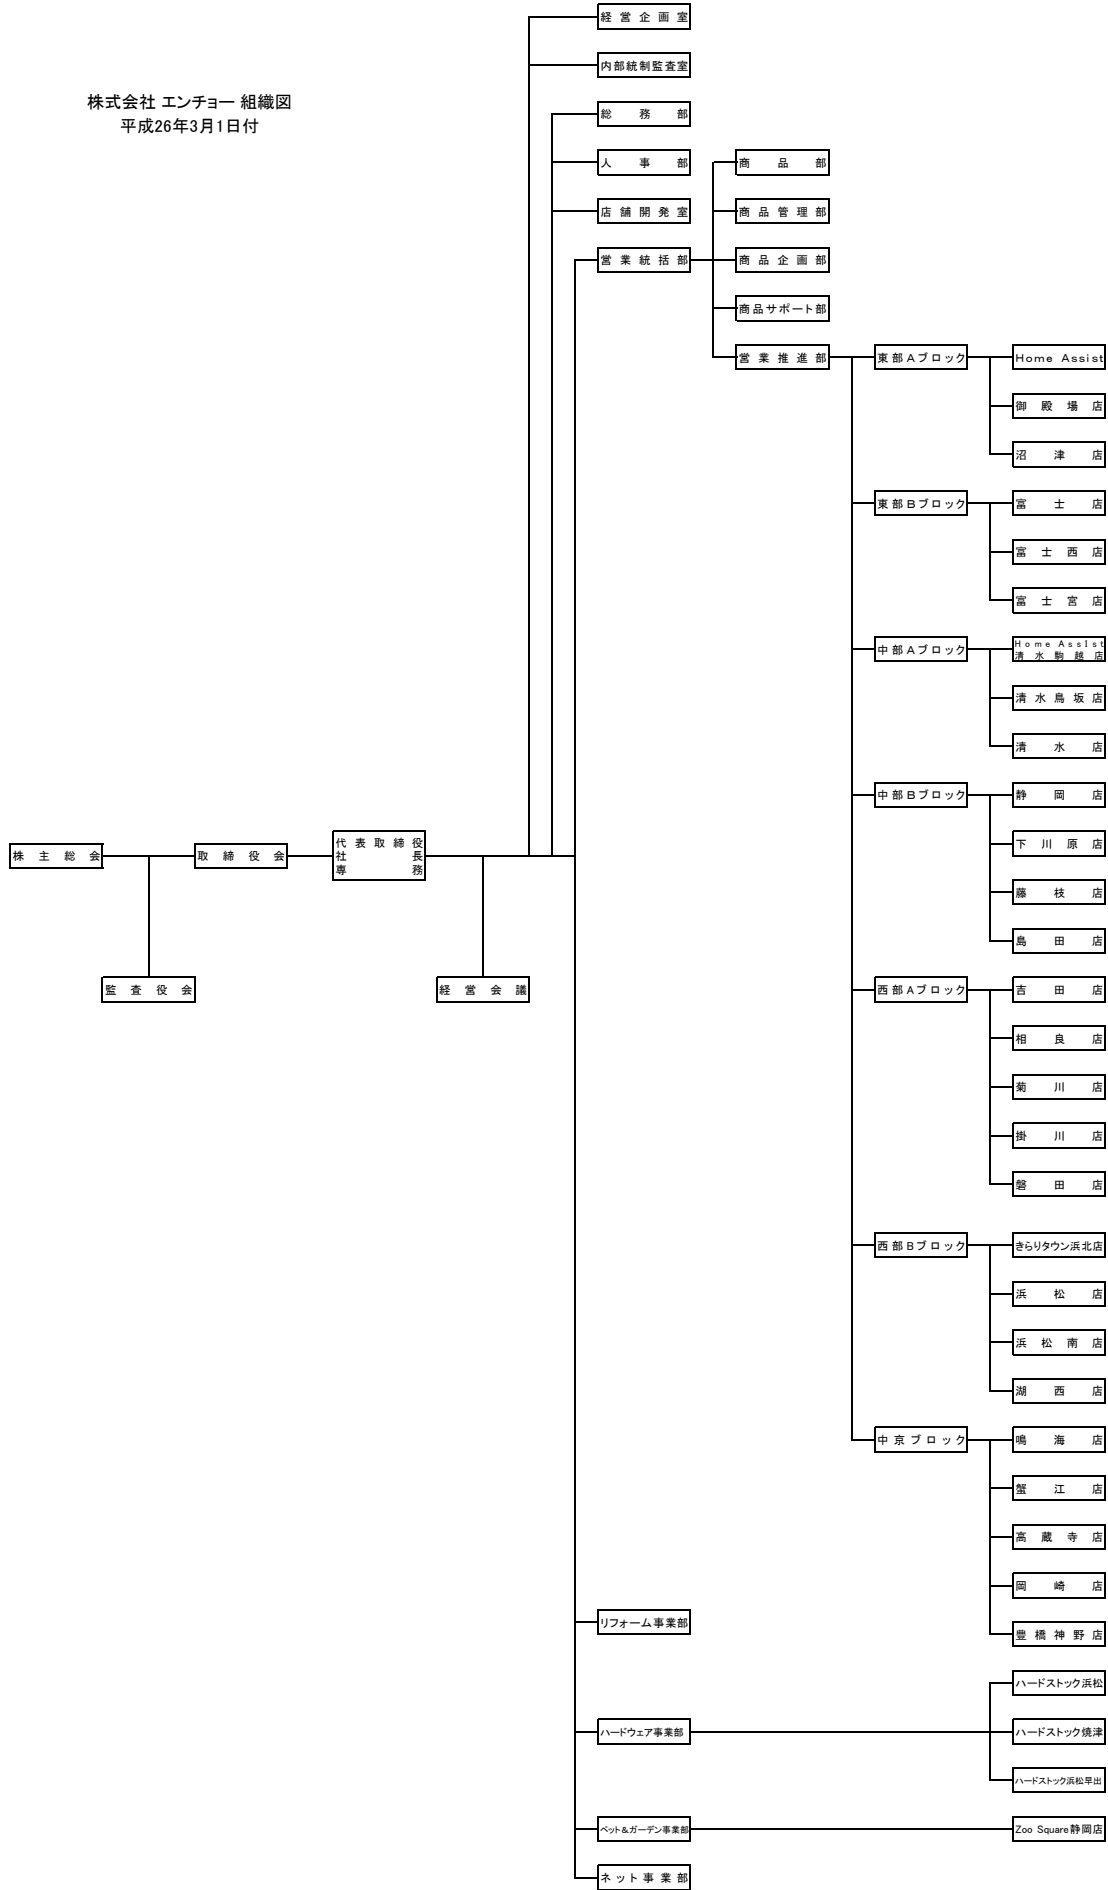 株式会社 エンチョー 組織図
平成26年3月1日付
経営企画室
内部統制監査室
総務部
人事部
店舗開発室
営業統括部
商品部
商品管理部
商品企画部
商品サポート部
営業推進部
東部Aブロック
Home Assist
御殿場店
沼津店
東部Bブロック
富士店
富士西店
富士宮店
中部Aブロック
Home AssIst
清水駒越店
清水鳥坂店
清水店
中部Bブロック
静岡店
下川原店
藤枝店
島田店
株主総会
取締役会
代表取締役
社長
専務
監査役会
経営会議
西部Aブロック
吉田店
相良店
菊川店
掛川店
磐田店
西部Bブロック
きらりタウン浜北店
浜松店
浜松南店
湖西店
中京ブロック
鳴海店
蟹江店
高蔵寺店
岡崎店
豊橋神野店
リフォーム事業部
ハードウェア事業部
ハードストック浜松
ハードストック焼津
ハードストック浜松早出
ペット&ガーデン事業部
Zoo Square静岡店
ネット事業部